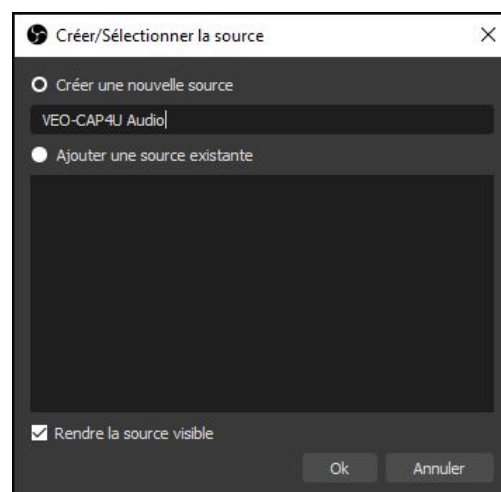 Créer/Sélectionner la source
Créer une nouvelle source
VEO-CAP4U Audio
Ajouter une source existante
Rendre la source visible
Ok Annuler